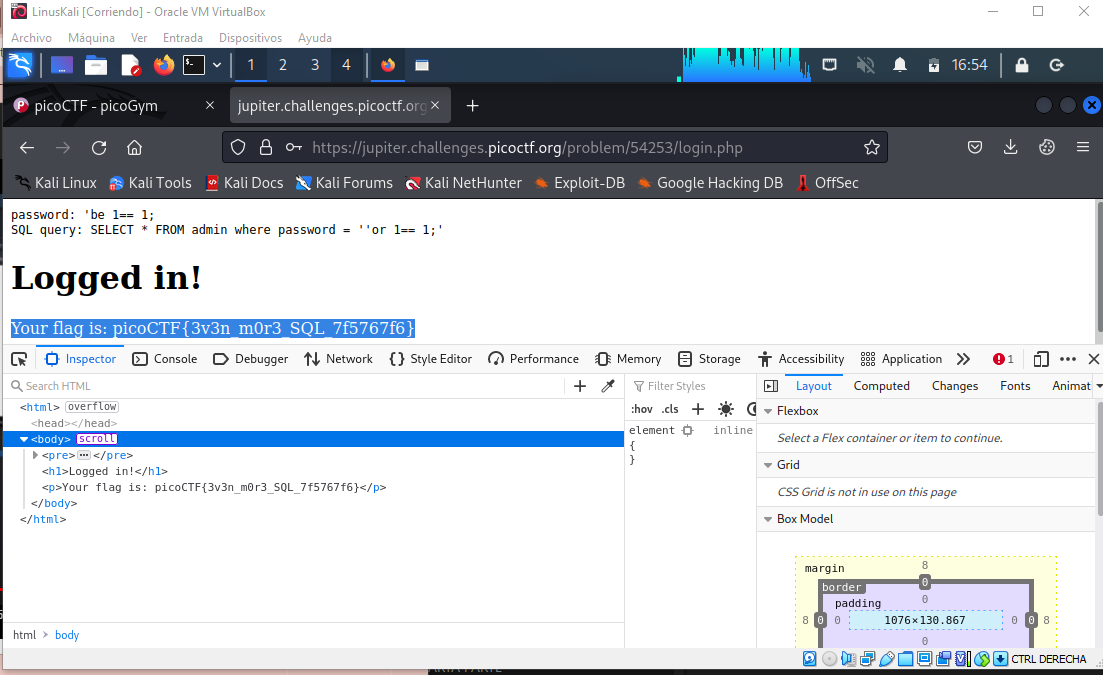 LinusKali [Corriendo] - Oracle VM VirtualBox
Archivo Máquina Ver Entrada Dispositivos Ayuda
1 2 3 4 16:54
picoCTF - picoGym jupiter.challenges.picoctf.org
https://jupiter.challenges.picoctf.org/problem/54253/login.php
Kali Linux Kali Tools Kali Docs Kali Forums Kali NetHunter Exploit-DB Google Hacking DB OffSec
password: 'be 1== 1;
SQL query: SELECT * FROM admin where password = ''or 1== 1;'
Logged in!
Your flag is: picoCTF{3v3n_m0r3_SQL_7f5767f6}
Inspector Console Debugger Network Style Editor Performance Memory Storage Accessibility Application 1
Search HTML
<html> overflow
<head></head>
<body> scroll
<pre> </pre>
<h1>Logged in!</h1>
<p>Your flag is: picoCTF{3v3n_m0r3_SQL_7f5767f6}</p>
</body>
</html>
html > body
Filter Styles
:hov .cls +
element inline
{
}
Layout Computed Changes Fonts Animat
Flexbox
Select a Flex container or item to continue.
Grid
CSS Grid is not in use on this page
Box Model
margin 8
border 0
padding 0
8 0 0 1076×130.867 0 0 8
0
CTRL DERECHA